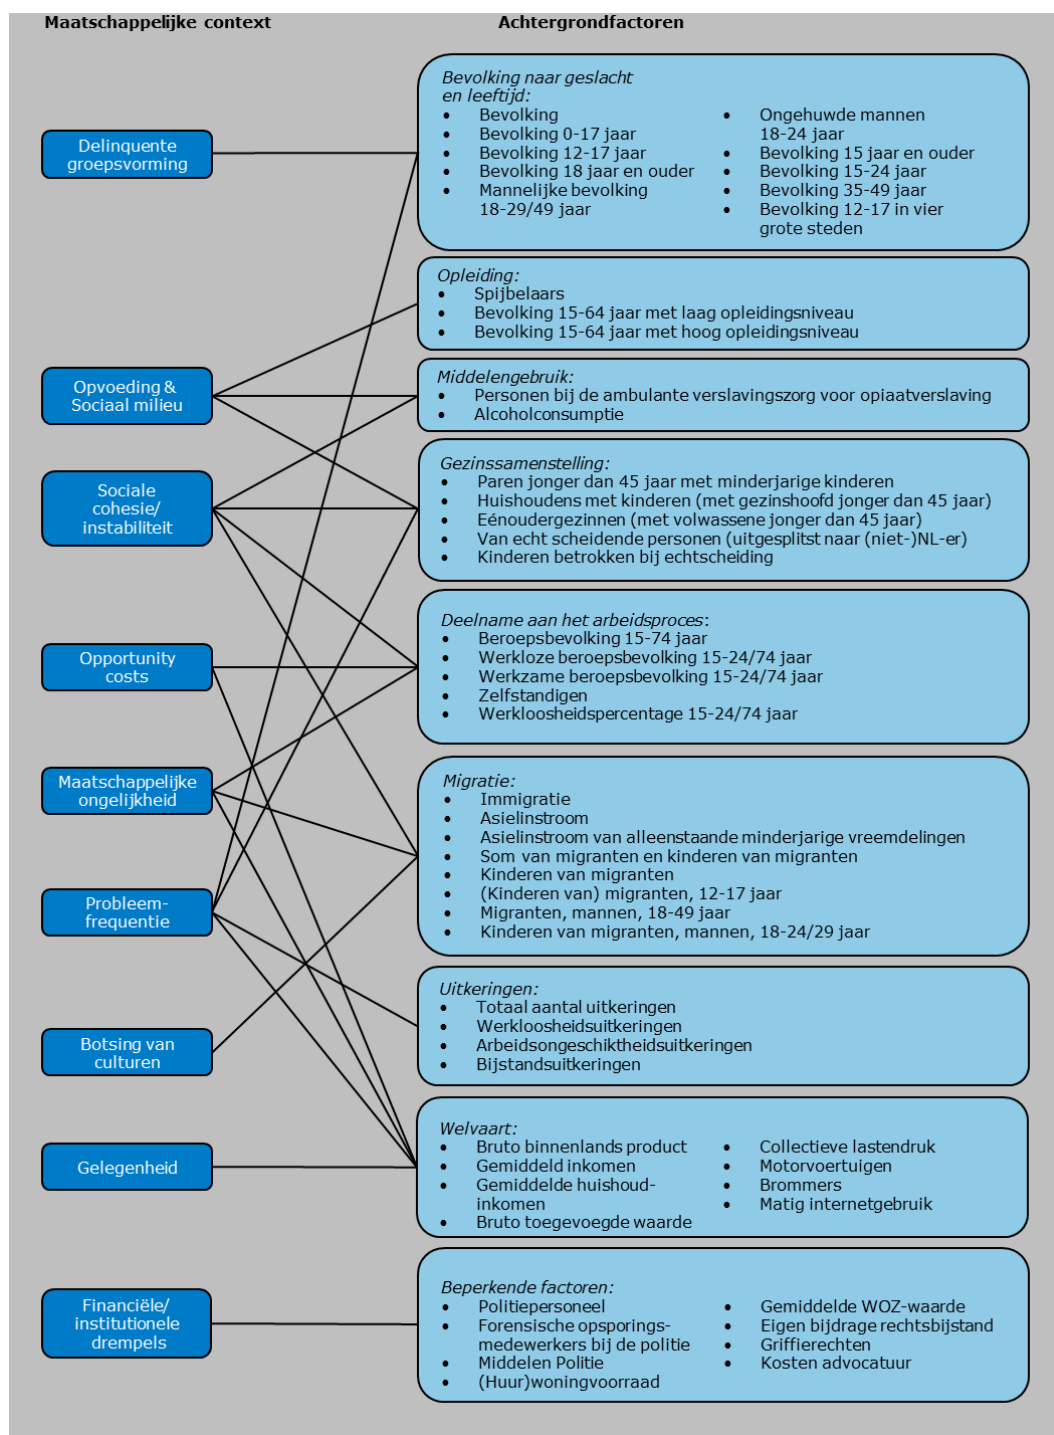 Maatschappelijke context
Achtergrondfactoren
Delinquente
groepsvorming
Opvoeding &
Sociaal milieu
Sociale
cohesie/
instabiliteit
Opportunity
costs
Maatschappelijke
ongelijkheid
Probleem-
frequentie
Botsing van
culturen
Gelegenheid
Financiële/
institutionele
drempels
Bevolking naar geslacht
en leeftijd:
• Bevolking
• Bevolking 0-17 jaar
• Bevolking 12-17 jaar
• Bevolking 18 jaar en ouder
• Mannelijke bevolking
18-29/49 jaar
• Ongehuwde mannen
18-24 jaar
• Bevolking 15 jaar en ouder
• Bevolking 15-24 jaar
• Bevolking 35-49 jaar
• Bevolking 12-17 in vier
grote steden
Opleiding:
• Spijbelaars
• Bevolking 15-64 jaar met laag opleidingsniveau
• Bevolking 15-64 jaar met hoog opleidingsniveau
Middelengebruik:
• Personen bij de ambulante verslavingszorg voor opiaatverslaving
• Alcoholconsumptie
Gezinssamenstelling:
• Paren jonger dan 45 jaar met minderjarige kinderen
• Huishoudens met kinderen (met gezinshoofd jonger dan 45 jaar)
• Eénoudergezinnen (met volwassene jonger dan 45 jaar)
• Van echt scheidende personen (uitgesplitst naar (niet-)NL-er)
• Kinderen betrokken bij echtscheiding
Deelname aan het arbeidsproces:
• Beroepsbevolking 15-74 jaar
• Werkloze beroepsbevolking 15-24/74 jaar
• Werkzame beroepsbevolking 15-24/74 jaar
• Zelfstandigen
• Werkloosheidspercentage 15-24/74 jaar
Migratie:
• Immigratie
• Asielinstroom
• Asielinstroom van alleenstaande minderjarige vreemdelingen
• Som van migranten en kinderen van migranten
• Kinderen van migranten
• (Kinderen van) migranten, 12-17 jaar
• Migranten, mannen, 18-49 jaar
• Kinderen van migranten, mannen, 18-24/29 jaar
Uitkeringen:
• Totaal aantal uitkeringen
• Werkloosheidsuitkeringen
• Arbeidsongeschiktheidsuitkeringen
• Bijstandsuitkeringen
Welvaart:
• Bruto binnenlands product
• Gemiddeld inkomen
• Gemiddelde huishoud-
inkomen
• Bruto toegevoegde waarde
• Collectieve lastendruk
• Motorvoertuigen
• Brommers
• Matig internetgebruik
Beperkende factoren:
• Politiepersoneel
• Forensische opsporings-
medewerkers bij de politie
• Middelen Politie
• (Huur)woningvoorraad
• Gemiddelde WOZ-waarde
• Eigen bijdrage rechtsbijstand
• Griffierechten
• Kosten advocatuur